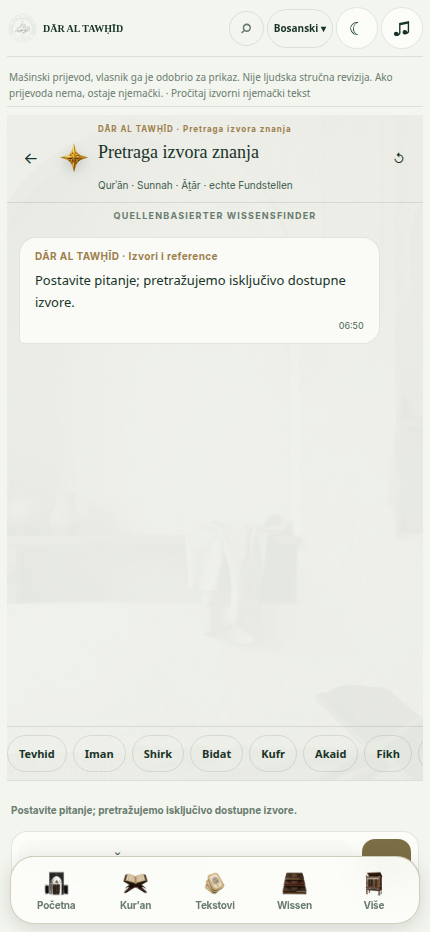 DĀR AL TAWḤĪD
Bosanski ▾
Mašinski prijevod, vlasnik ga je odobrio za prikaz. Nije ljudska stručna revizija. Ako
prijevoda nema, ostaje njemački. · Pročitaj izvorni njemački tekst
DĀR AL TAWḤĪD · Pretraga izvora znanja
Pretraga izvora znanja
Qurʾān · Sunnah · Āṯār · echte Fundstellen
QUELLENBASIERTER WISSENSFINDER
DĀR AL TAWḤĪD · Izvori i reference
Postavite pitanje; pretražujemo isključivo dostupne
izvore.
06:50
Tevhid Iman Shirk Bidat Kufr Akaid Fikh
Postavite pitanje; pretražujemo isključivo dostupne izvore.
Početna Kur'an Tekstovi Wissen Više